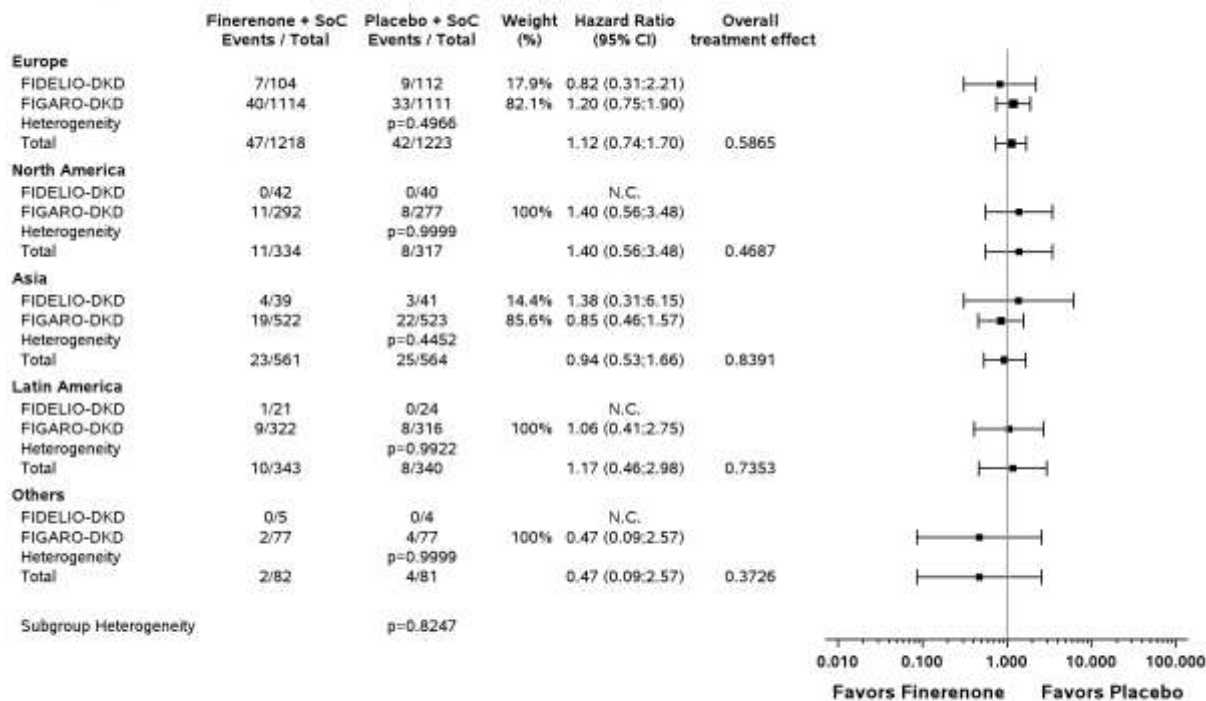 Finerenone + SoC Placebo + SoC Weight Hazard Ratio Overall
Events / Total Events / Total (%) (95% CI) treatment effect
Europe
FIDELIO-DKD 7/104 9/112 17.9% 0.82 (0.31;2.21)
FIGARO-DKD 40/1114 33/1111 82.1% 1.20 (0.75;1.90)
Heterogeneity p=0.4966
Total 47/1218 42/1223 1.12 (0.74;1.70) 0.5865
North America
FIDELIO-DKD 0/42 0/40 N.C.
FIGARO-DKD 11/292 8/277 100% 1.40 (0.56;3.48)
Heterogeneity p=0.9999
Total 11/334 8/317 1.40 (0.56;3.48) 0.4687
Asia
FIDELIO-DKD 4/39 3/41 14.4% 1.38 (0.31;6.15)
FIGARO-DKD 19/522 22/523 85.6% 0.85 (0.46;1.57)
Heterogeneity p=0.4452
Total 23/561 25/564 0.94 (0.53;1.66) 0.8391
Latin America
FIDELIO-DKD 1/21 0/24 N.C.
FIGARO-DKD 9/322 8/316 100% 1.06 (0.41;2.75)
Heterogeneity p=0.9922
Total 10/343 8/340 1.17 (0.46;2.98) 0.7353
Others
FIDELIO-DKD 0/5 0/4 N.C.
FIGARO-DKD 2/77 4/77 100% 0.47 (0.09;2.57)
Heterogeneity p=0.9999
Total 2/82 4/81 0.47 (0.09;2.57) 0.3726
Subgroup Heterogeneity p=0.8247
0.010 0.100 1.000 10.000 100.000
Favors Finerenone Favors Placebo